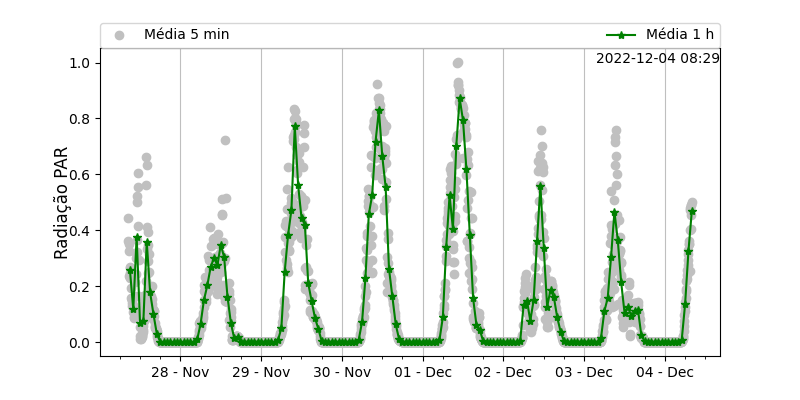 Média 5 min
Média 1 h
2022-12-04 08:29
Radiação PAR
1.0
0.8
0.6
0.4
0.2
0.0
28 - Nov
29 - Nov
30 - Nov
01 - Dec
02 - Dec
03 - Dec
04 - Dec